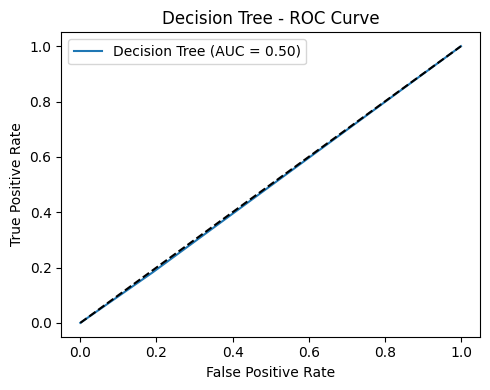 Decision Tree - ROC Curve
Decision Tree (AUC = 0.50)
True Positive Rate
1.0
0.8
0.6
0.4
0.2
0.0
0.0 0.2 0.4 0.6 0.8 1.0
False Positive Rate